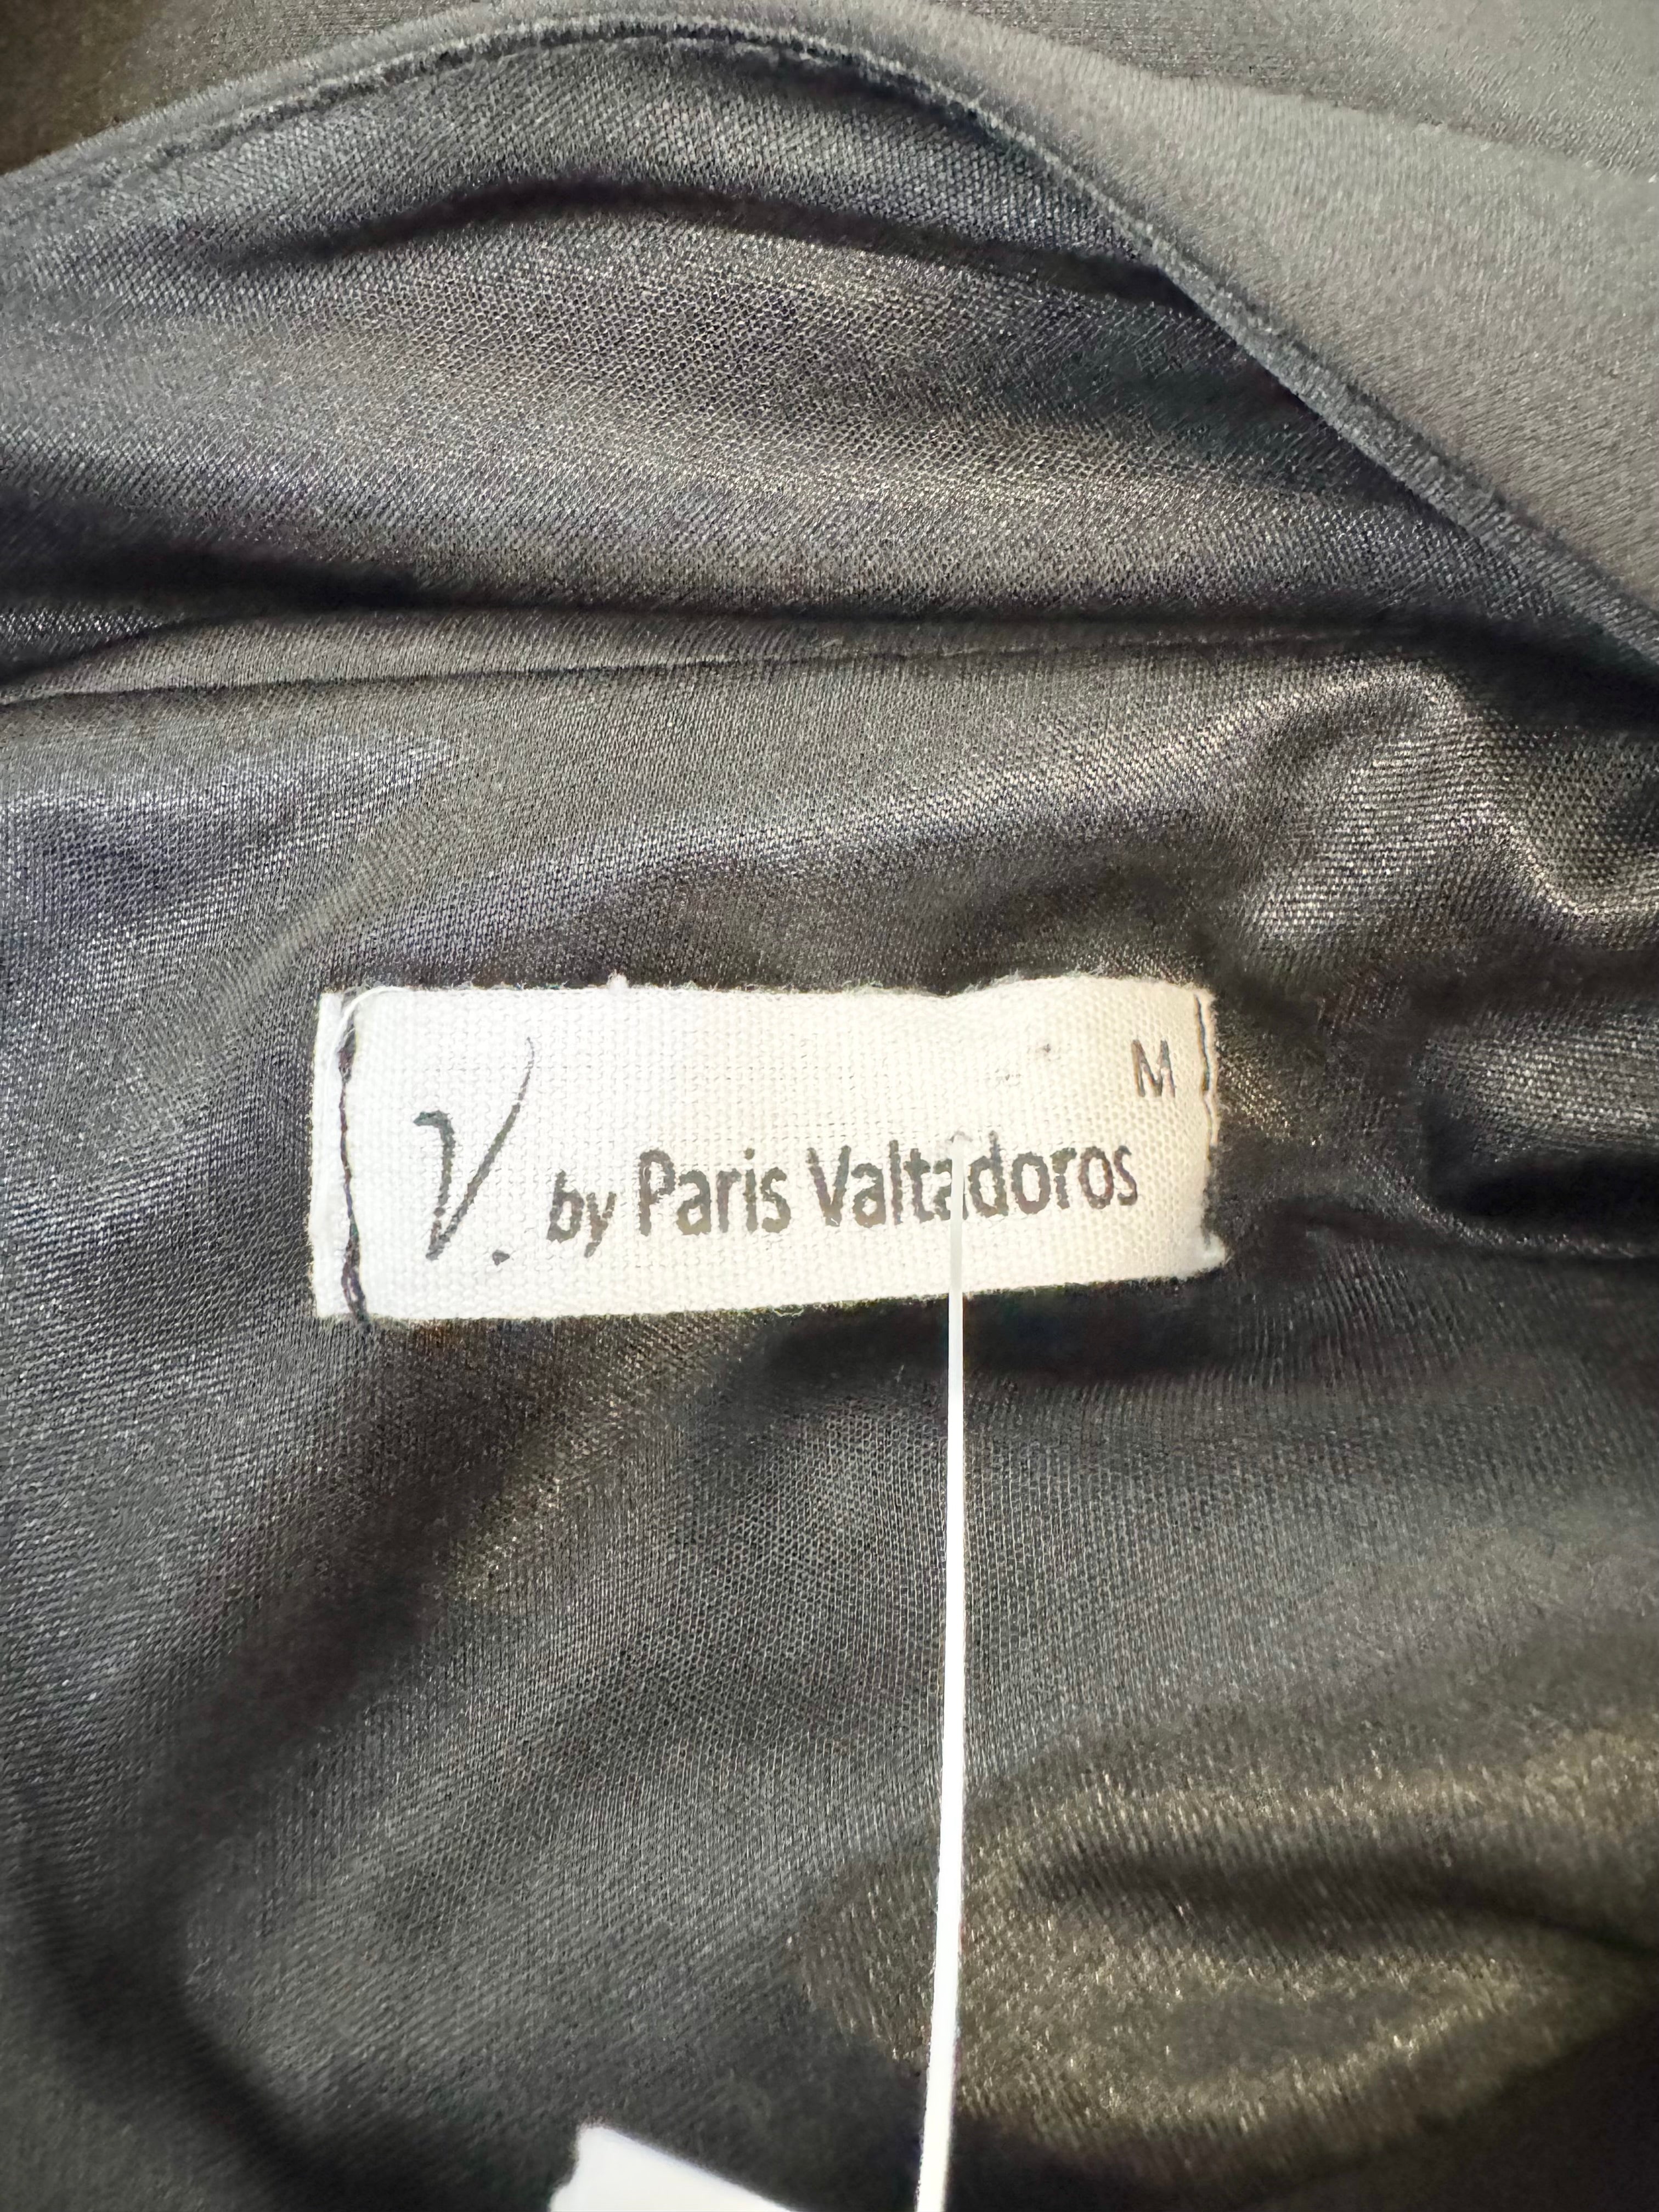 M
V. by Paris Valtadoros